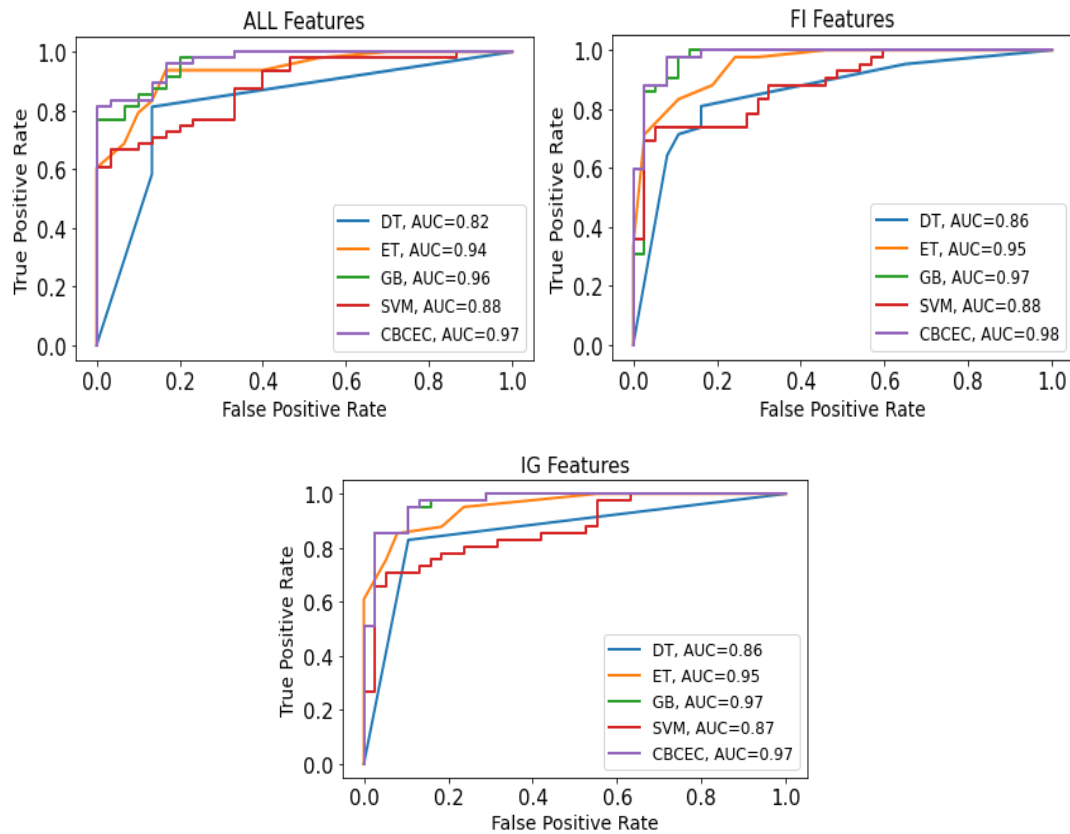 ALL Features
True Positive Rate
1.0
0.8
0.6
0.4
0.2
0.0
DT, AUC=0.82
ET, AUC=0.94
GB, AUC=0.96
SVM, AUC=0.88
CBCEC, AUC=0.97
0.0 0.2 0.4 0.6 0.8 1.0
False Positive Rate
FI Features
True Positive Rate
1.0
0.8
0.6
0.4
0.2
0.0
DT, AUC=0.86
ET, AUC=0.95
GB, AUC=0.97
SVM, AUC=0.88
CBCEC, AUC=0.98
0.0 0.2 0.4 0.6 0.8 1.0
False Positive Rate
IG Features
True Positive Rate
1.0
0.8
0.6
0.4
0.2
0.0
DT, AUC=0.86
ET, AUC=0.95
GB, AUC=0.97
SVM, AUC=0.87
CBCEC, AUC=0.97
0.0 0.2 0.4 0.6 0.8 1.0
False Positive Rate